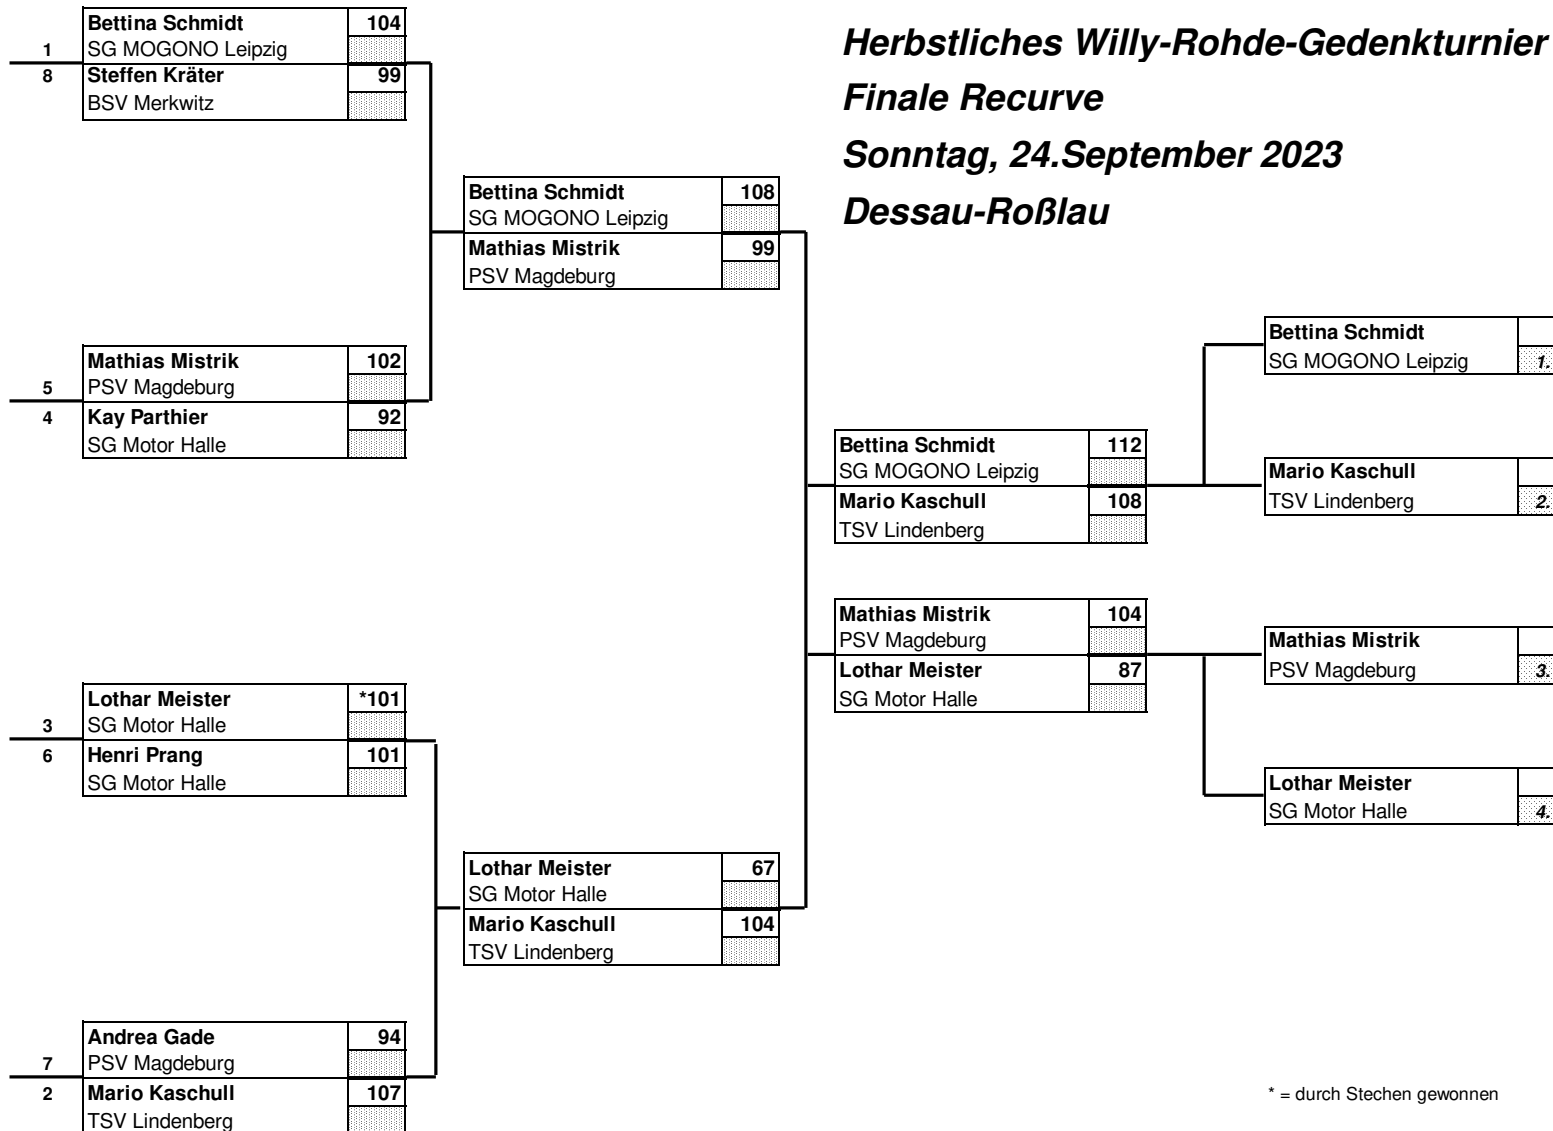 Herbstliches Willy-Rohde-Gedenkturnier
Finale Recurve
Sonntag, 24.September 2023
Dessau-Roßlau
Bettina Schmidt 104
1 SG MOGONO Leipzig
8 Steffen Kräter 99
BSV Merkwitz
Mathias Mistrik 102
5 PSV Magdeburg
4 Kay Parthier 92
SG Motor Halle
Lothar Meister *101
3 SG Motor Halle
6 Henri Prang 101
SG Motor Halle
Andrea Gade 94
7 PSV Magdeburg
2 Mario Kaschull 107
TSV Lindenberg
Bettina Schmidt 108
SG MOGONO Leipzig
Mathias Mistrik 99
PSV Magdeburg
Lothar Meister 67
SG Motor Halle
Mario Kaschull 104
TSV Lindenberg
Bettina Schmidt 112
SG MOGONO Leipzig
Mario Kaschull 108
TSV Lindenberg
Mathias Mistrik 104
PSV Magdeburg
Lothar Meister 87
SG Motor Halle
Bettina Schmidt
SG MOGONO Leipzig 1.
Mario Kaschull
TSV Lindenberg 2.
Mathias Mistrik
PSV Magdeburg 3.
Lothar Meister
SG Motor Halle 4.
* = durch Stechen gewonnen